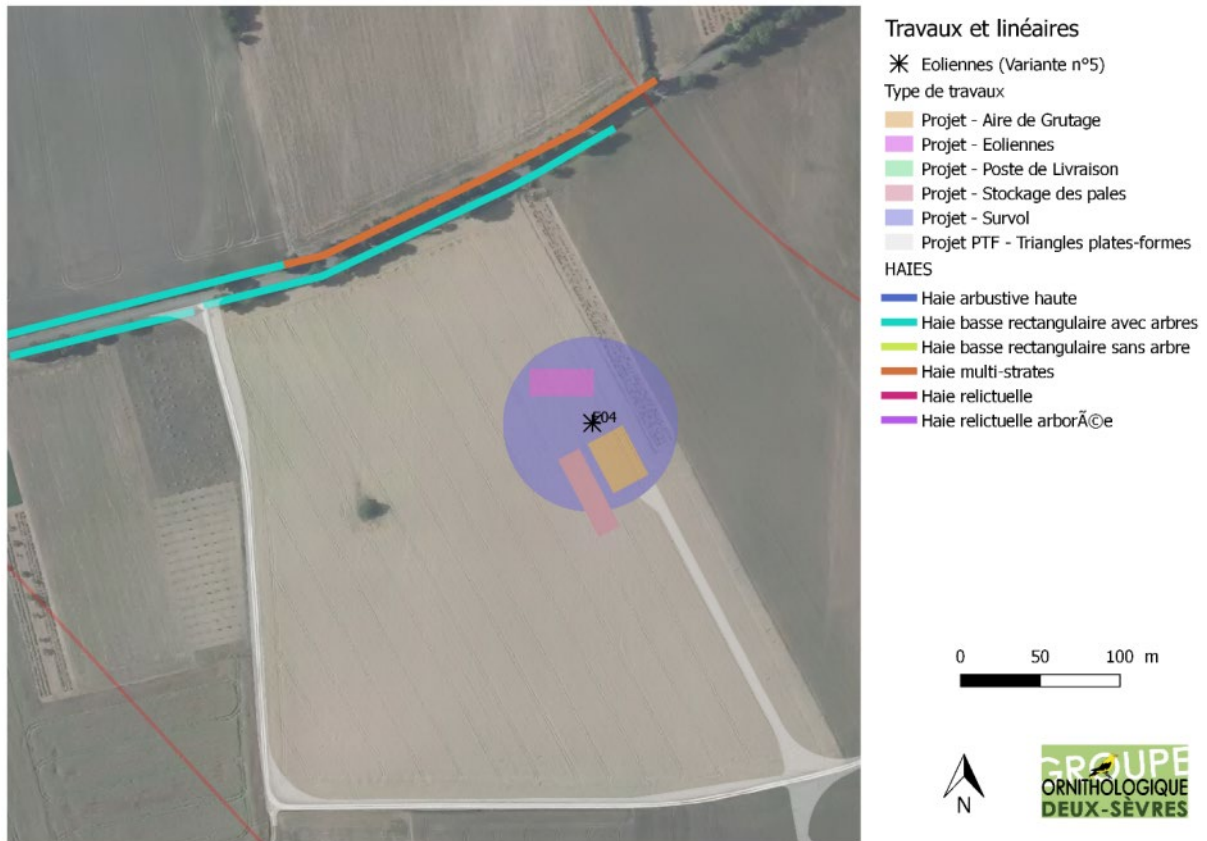 Travaux et linéaires
Eoliennes (Variante n°5)
Type de travaux
Projet - Aire de Grutage
Projet - Eoliennes
Projet - Poste de Livraison
Projet - Stockage des pales
Projet - Survol
Projet PTF - Triangles plates-formes
HAIES
Haie arbustive haute
Haie basse rectangulaire avec arbres
Haie basse rectangulaire sans arbre
Haie multi-strates
Haie relictuelle
Haie relictuelle arborÃ©e
E04
0 50 100 m
N
GROUPE
ORNITHOLOGIQUE
DEUX-SÈVRES